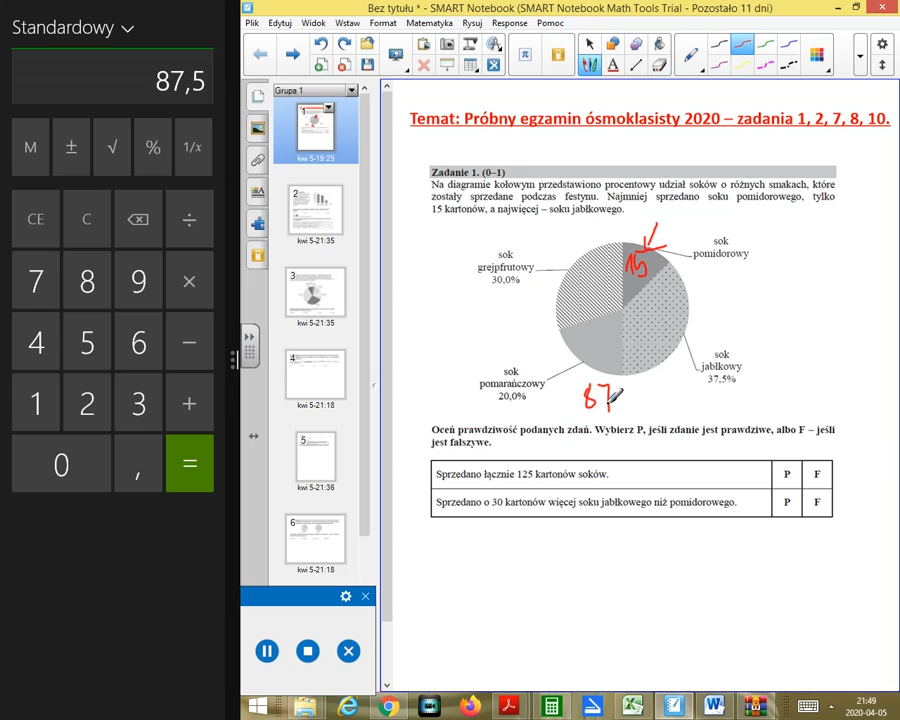 Standardowy
87,5
M ± √ % 1/x
CE C ÷
7 8 9 ×
4 5 6 −
1 2 3 +
0 , =
Bez tytułu * - SMART Notebook (SMART Notebook Math Tools Trial - Pozostało 11 dni)
Plik Edytuj Widok Wstaw Format Matematyka Rysuj Response Pomoc
Grupa 1
1
kwi 5-19:25
2
kwi 5-21:35
3
kwi 5-21:35
4
kwi 5-21:18
5
kwi 5-21:36
6
kwi 5-21:18
Temat: Próbny egzamin ósmoklasisty 2020 – zadania 1, 2, 7, 8, 10.
Zadanie 1. (0–1)
Na diagramie kołowym przedstawiono procentowy udział soków o różnych smakach, które
zostały sprzedane podczas festynu. Najmniej sprzedano soku pomidorowego, tylko
15 kartonów, a najwięcej – soku jabłkowego.
sok
pomidorowy
sok
grejpfrutowy
30,0%
15
sok
jabłkowy
37,5%
sok
pomarańczowy
20,0%
87
Oceń prawdziwość podanych zdań. Wybierz P, jeśli zdanie jest prawdziwe, albo F – jeśli
jest fałszywe.
Sprzedano łącznie 125 kartonów soków. P F
Sprzedano o 30 kartonów więcej soku jabłkowego niż pomidorowego. P F
21:49
2020-04-05